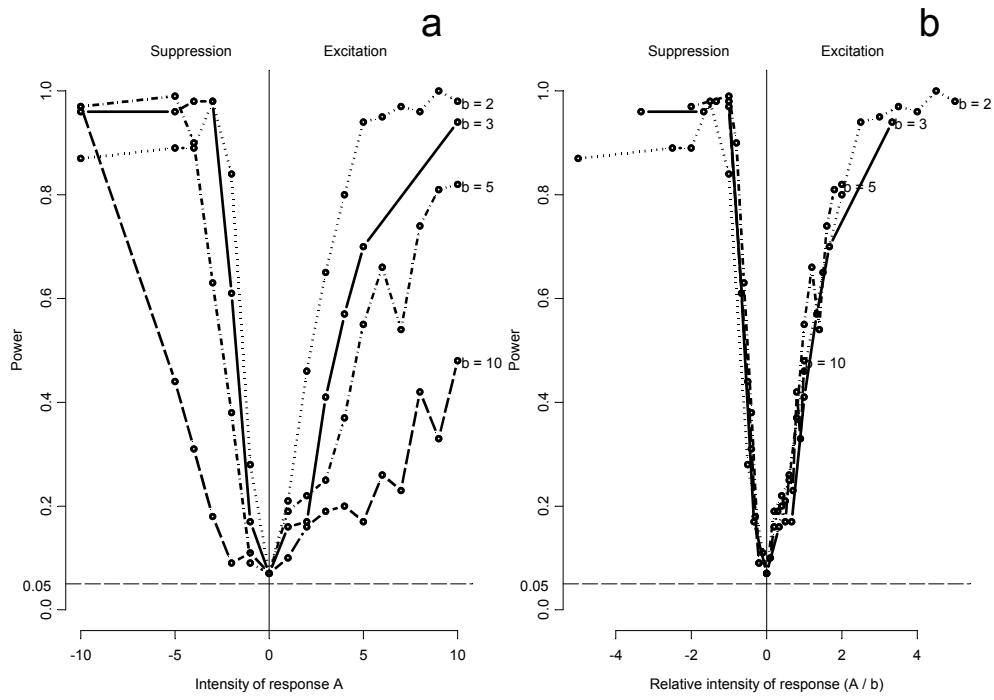 a
Suppression Excitation
Power
1.0
0.8
0.6
0.4
0.2
0.05
0.0
b = 2
b = 3
b = 5
b = 10
-10 -5 0 5 10
Intensity of response A
b
Suppression Excitation
Power
1.0
0.8
0.6
0.4
0.2
0.05
0.0
b = 2
b = 3
b = 5
b = 10
-4 -2 0 2 4
Relative intensity of response (A / b)